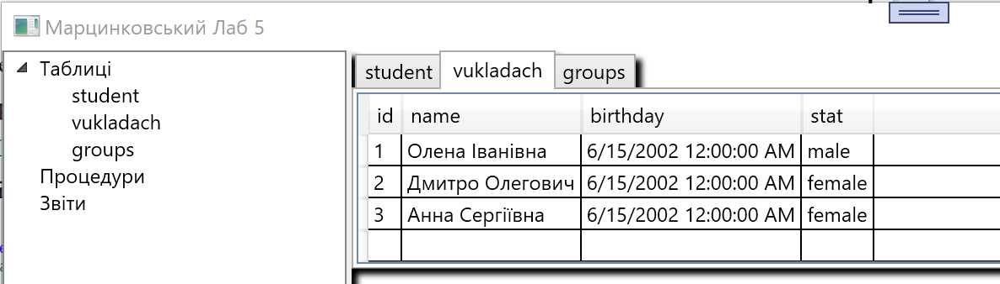 Марцинковський Лаб 5
Таблиці
student
vukladach
groups
Процедури
Звіти
student vukladach groups
id name birthday stat
1 Олена Іванівна 6/15/2002 12:00:00 AM male
2 Дмитро Олегович 6/15/2002 12:00:00 AM female
3 Анна Сергіївна 6/15/2002 12:00:00 AM female